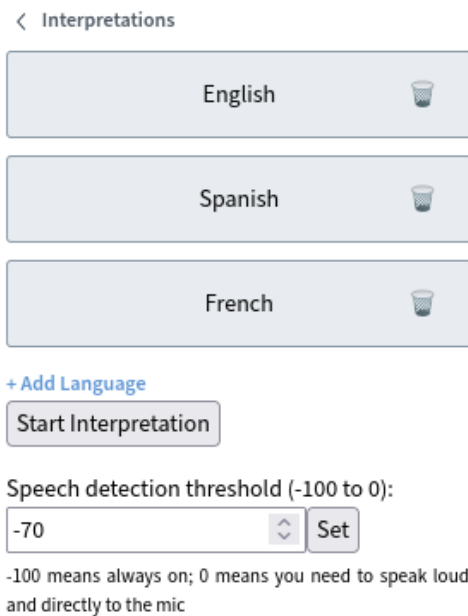 Interpretations
English
Spanish
French
+ Add Language
Start Interpretation
Speech detection threshold (-100 to 0):
-70 Set
-100 means always on; 0 means you need to speak loud
and directly to the mic